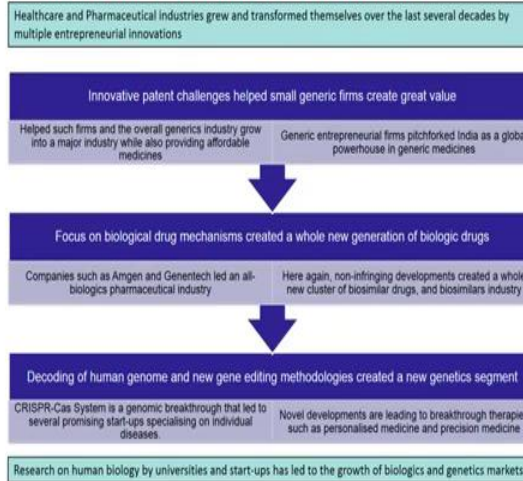 Healthcare and Pharmaceutical industries grew and transformed themselves over the last several decades by
multiple entrepreneurial innovations
Innovative patent challenges helped small generic firms create great value
Helped such firms and the overall generics industry grow
into a major industry while also providing affordable
medicines
Generic entrepreneurial firms pitchforked India as a global
powerhouse in generic medicines
Focus on biological drug mechanisms created a whole new generation of biologic drugs
Companies such as Amgen and Genentech led an all-
biologics pharmaceutical industry
Here again, non-infringing developments created a whole
new cluster of biosimilar drugs, and biosimilars industry
Decoding of human genome and new gene editing methodologies created a new genetics segment
CRISPR-Cas System is a genomic breakthrough that led to
several promising start-ups specialising on individual
diseases.
Novel developments are leading to breakthrough therapie
such as personalised medicine and precision medicine
Research on human biology by universities and start-ups has led to the growth of biologics and genetics markets